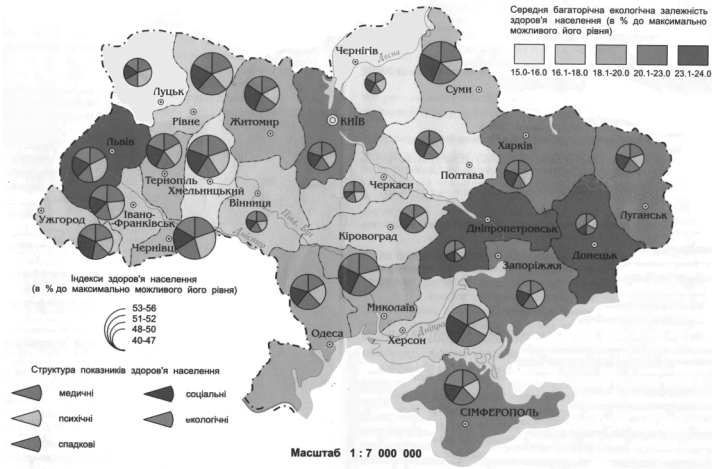 Середня багаторічна екологічна залежність
здоров'я населення (в % до максимально
можливого його рівня)
15.0-16.0 16.1-18.0 18.1-20.0 20.1-23.0 23.1-24.0
Чернігів
Десна
Суми
Луцьк
Рівне
Житомир
КИЇВ
Львів
Харків
Тернопіль
Хмельницький
Полтава
Черкаси
Вінниця
Ужгород
Івано-
Франківськ
Чернівці
Півд. Буг
Дністер
Кіровоград
Дніпропетровськ
Луганськ
Донецьк
Запоріжжя
Миколаїв
Одеса
Херсон
Дніпро
СІМФЕРОПОЛЬ
Індекси здоров'я населення
(в % до максимально можливого його рівня)
53-56
51-52
48-50
40-47
Структура показників здоров'я населення
медичні
соціальні
психічні
екологічні
спадкові
Масштаб 1 : 7 000 000